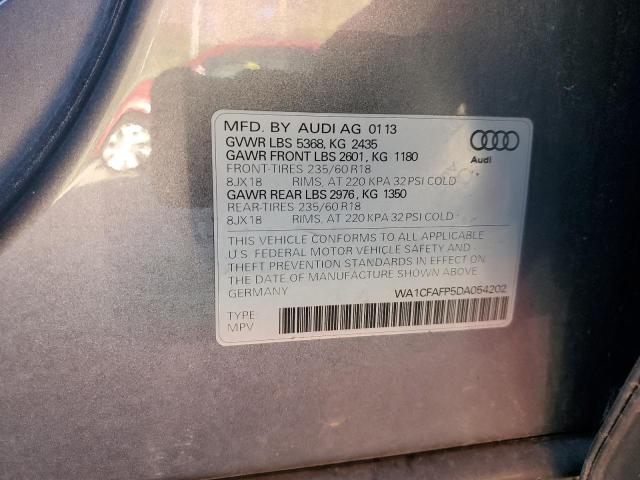 MFD. BY AUDI AG 01 13
GVWR LBS 5368, KG 2435
GAWR FRONT LBS 2601, KG 1180
FRONT-TIRES 235/60 R18
8JX18 RIMS, AT 220 KPA 32 PSI COLD
GAWR REAR LBS 2976, KG 1350
REAR-TIRES 235/60 R18
8JX18 RIMS, AT 220 KPA 32 PSI COLD
Audi
THIS VEHICLE CONFORMS TO ALL APPLICABLE
U.S. FEDERAL MOTOR VEHICLE SAFETY AND
THEFT PREVENTION STANDARDS IN EFFECT ON
THE DATE OF MANUFACTURE SHOWN ABOVE
GERMANY WA1CFAFP5DA054202
TYPE:
MPV